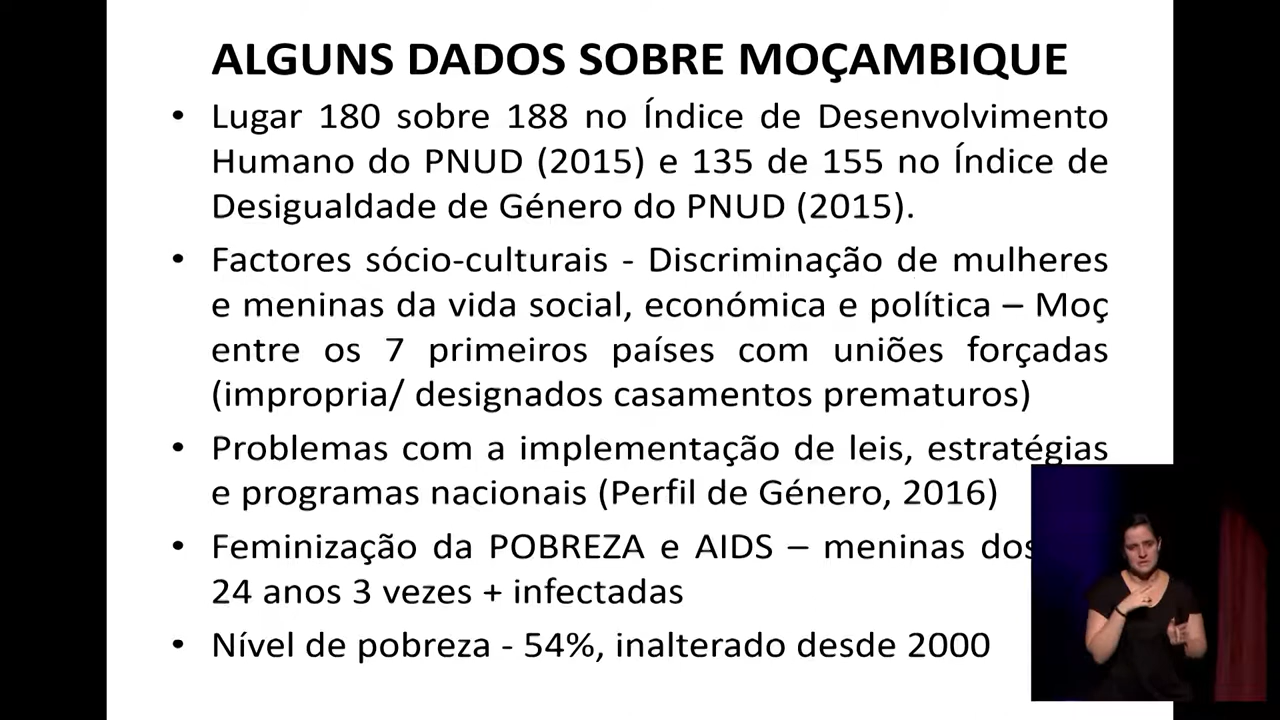 ALGUNS DADOS SOBRE MOÇAMBIQUE
• Lugar 180 sobre 188 no Índice de Desenvolvimento
Humano do PNUD (2015) e 135 de 155 no Índice de
Desigualdade de Género do PNUD (2015).
• Factores sócio-culturais - Discriminação de mulheres
e meninas da vida social, económica e política – Moç
entre os 7 primeiros países com uniões forçadas
(impropria/ designados casamentos prematuros)
• Problemas com a implementação de leis, estratégias
e programas nacionais (Perfil de Género, 2016)
• Feminização da POBREZA e AIDS – meninas dos
24 anos 3 vezes + infectadas
• Nível de pobreza - 54%, inalterado desde 2000